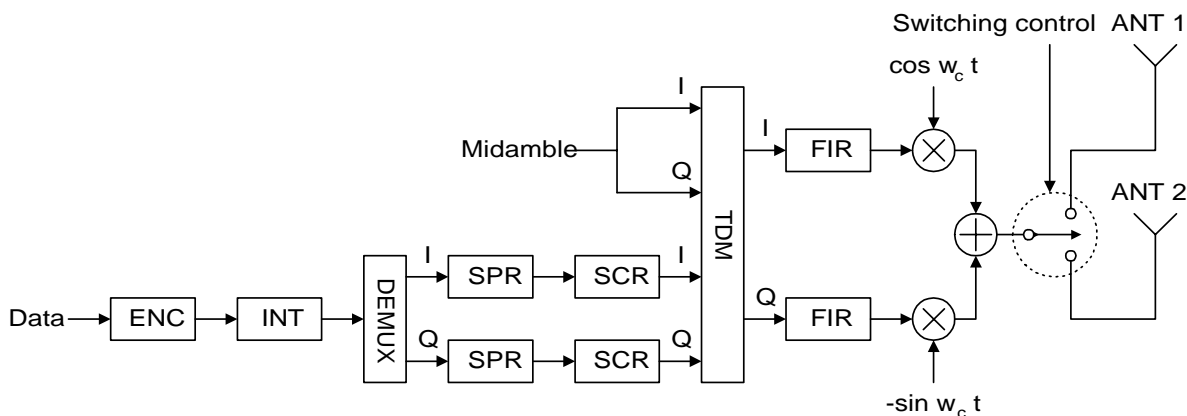 Switching control ANT 1
cos w_c t
I
I
Midamble
FIR
Q
ANT 2
TDM
I
I
SPR
SCR
Q
Data
ENC
INT
DEMUX
FIR
Q
Q
SPR
SCR
-sin w_c t